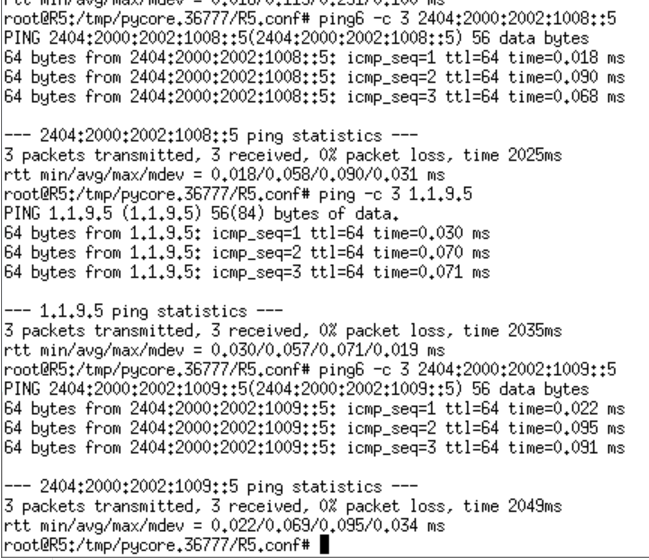 rtt min/avg/max/mdev = 0.018/0.113/0.251/0.100 ms
root@R5:/tmp/pycore.36777/R5.conf# ping6 -c 3 2404:2000:2002:1008::5
PING 2404:2000:2002:1008::5(2404:2000:2002:1008::5) 56 data bytes
64 bytes from 2404:2000:2002:1008::5: icmp_seq=1 ttl=64 time=0.018 ms
64 bytes from 2404:2000:2002:1008::5: icmp_seq=2 ttl=64 time=0.090 ms
64 bytes from 2404:2000:2002:1008::5: icmp_seq=3 ttl=64 time=0.068 ms
--- 2404:2000:2002:1008::5 ping statistics ---
3 packets transmitted, 3 received, 0% packet loss, time 2025ms
rtt min/avg/max/mdev = 0.018/0.058/0.090/0.031 ms
root@R5:/tmp/pycore.36777/R5.conf# ping -c 3 1.1.9.5
PING 1.1.9.5 (1.1.9.5) 56(84) bytes of data.
64 bytes from 1.1.9.5: icmp_seq=1 ttl=64 time=0.030 ms
64 bytes from 1.1.9.5: icmp_seq=2 ttl=64 time=0.070 ms
64 bytes from 1.1.9.5: icmp_seq=3 ttl=64 time=0.071 ms
--- 1.1.9.5 ping statistics ---
3 packets transmitted, 3 received, 0% packet loss, time 2035ms
rtt min/avg/max/mdev = 0.030/0.057/0.071/0.019 ms
root@R5:/tmp/pycore.36777/R5.conf# ping6 -c 3 2404:2000:2002:1009::5
PING 2404:2000:2002:1009::5(2404:2000:2002:1009::5) 56 data bytes
64 bytes from 2404:2000:2002:1009::5: icmp_seq=1 ttl=64 time=0.022 ms
64 bytes from 2404:2000:2002:1009::5: icmp_seq=2 ttl=64 time=0.095 ms
64 bytes from 2404:2000:2002:1009::5: icmp_seq=3 ttl=64 time=0.091 ms
--- 2404:2000:2002:1009::5 ping statistics ---
3 packets transmitted, 3 received, 0% packet loss, time 2049ms
rtt min/avg/max/mdev = 0.022/0.069/0.095/0.034 ms
root@R5:/tmp/pycore.36777/R5.conf#